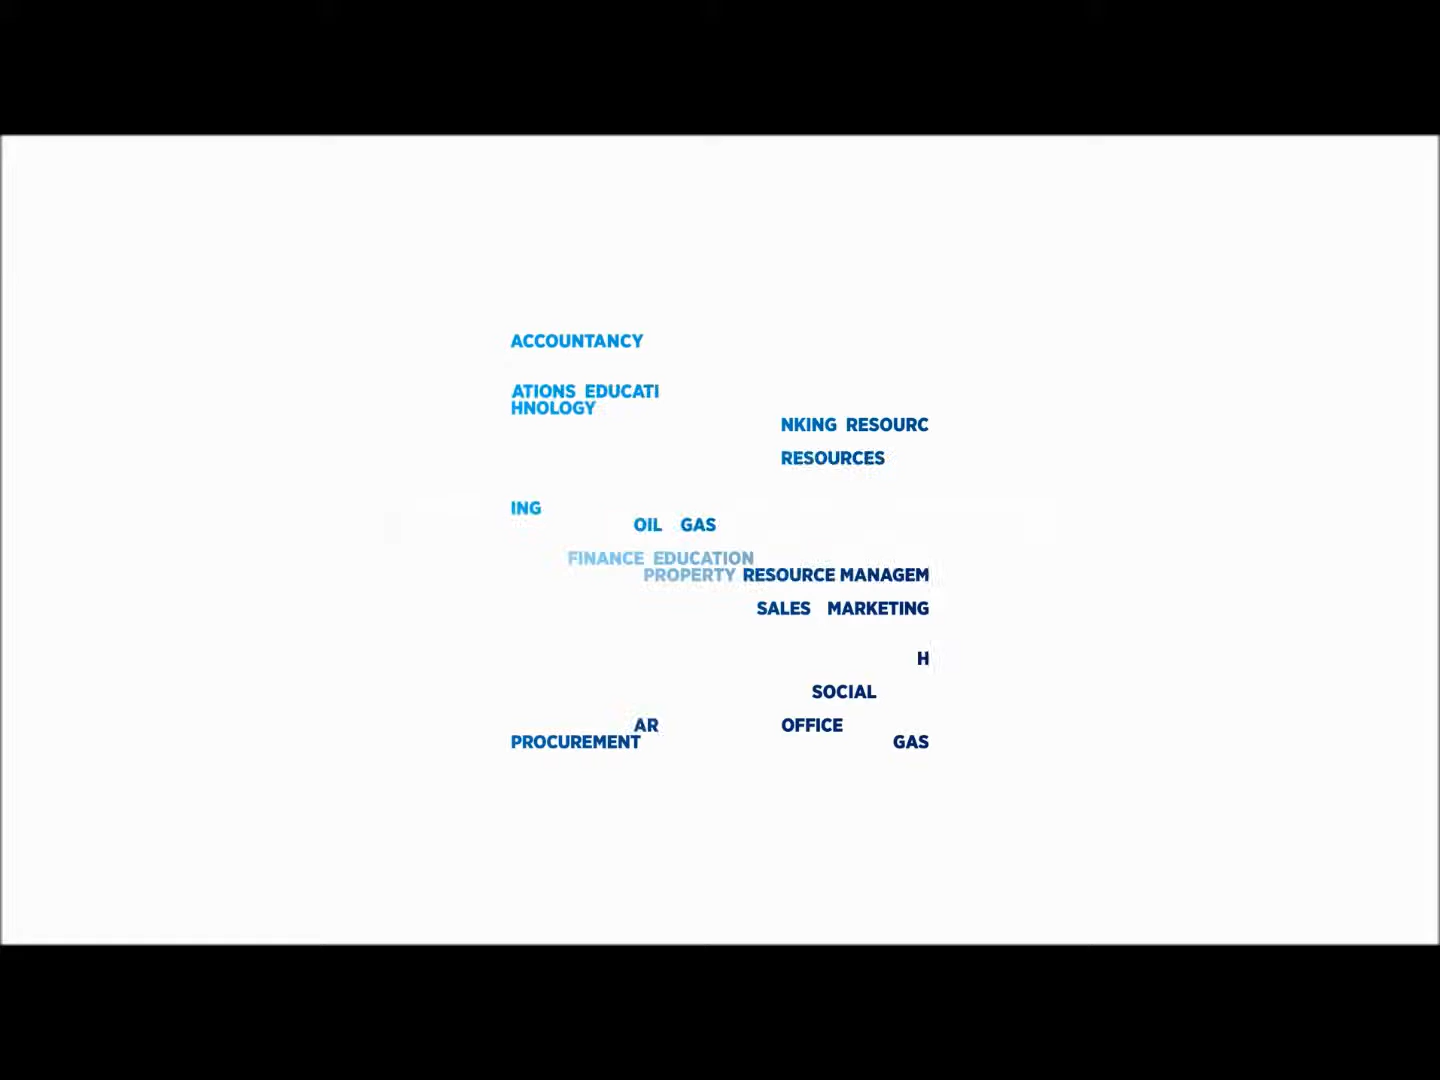 ACCOUNTANCY
ATIONS EDUCATI
HNOLOGY
NKING RESOURC
RESOURCES
ING
OIL GAS
FINANCE EDUCATION
PROPERTY RESOURCE MANAGEM
SALES MARKETING
H
SOCIAL
AR OFFICE
PROCUREMENT GAS